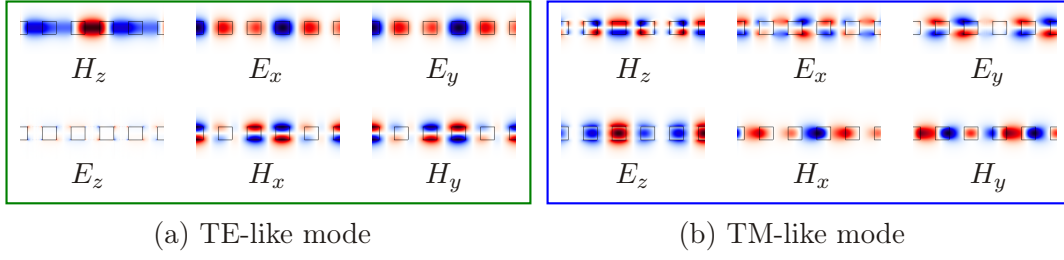 H_z E_x E_y H_z E_x E_y
E_z H_x H_y E_z H_x H_y
(a) TE-like mode (b) TM-like mode